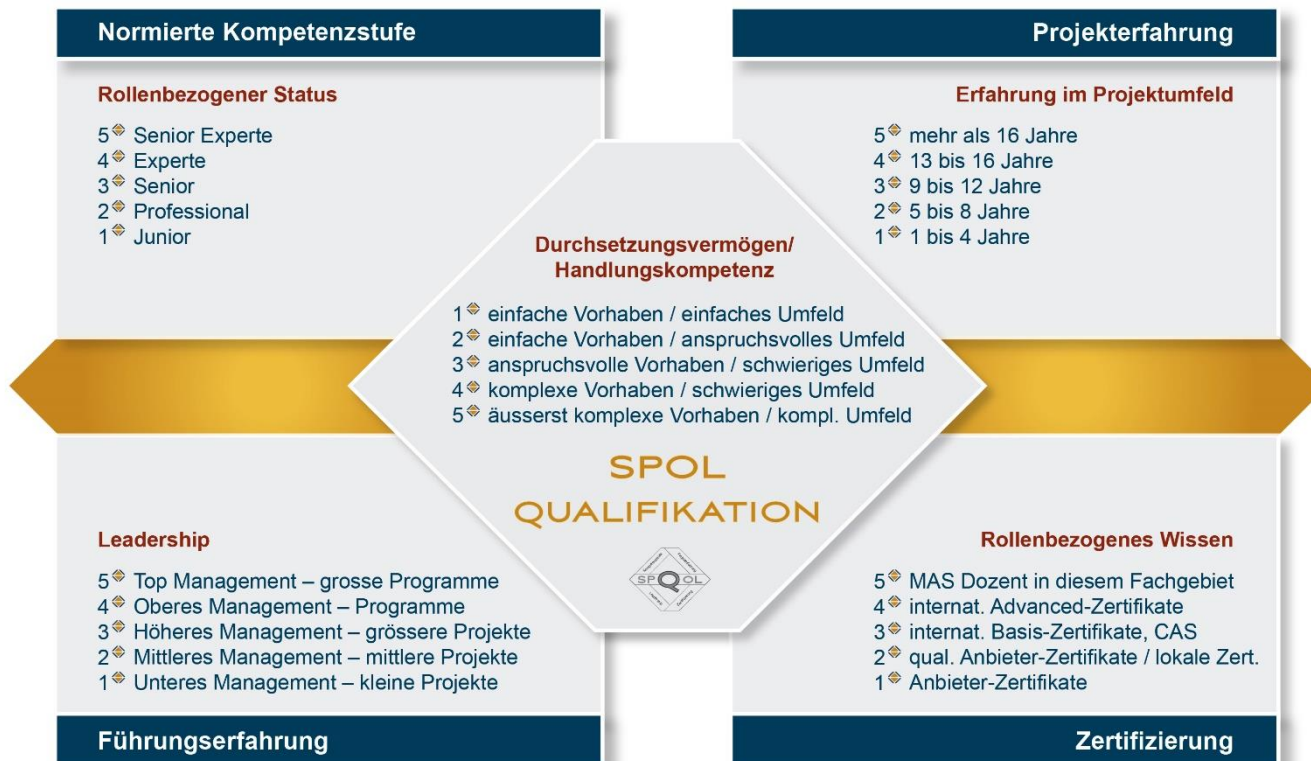 Normierte Kompetenzstufe
Rollenbezogener Status
5 Senior Experte
4 Experte
3 Senior
2 Professional
1 Junior
Projekterfahrung
Erfahrung im Projektumfeld
5 mehr als 16 Jahre
4 13 bis 16 Jahre
3 9 bis 12 Jahre
2 5 bis 8 Jahre
1 1 bis 4 Jahre
Durchsetzungsvermögen/
Handlungskompetenz
1 einfache Vorhaben / einfaches Umfeld
2 einfache Vorhaben / anspruchsvolles Umfeld
3 anspruchsvolle Vorhaben / schwieriges Umfeld
4 komplexe Vorhaben / schwieriges Umfeld
5 äusserst komplexe Vorhaben / kompl. Umfeld
SPOL
QUALIFIKATION
SPQOL
Leadership
5 Top Management – grosse Programme
4 Oberes Management – Programme
3 Höheres Management – grössere Projekte
2 Mittleres Management – mittlere Projekte
1 Unteres Management – kleine Projekte
Führungserfahrung
Rollenbezogenes Wissen
5 MAS Dozent in diesem Fachgebiet
4 internat. Advanced-Zertifikate
3 internat. Basis-Zertifikate, CAS
2 qual. Anbieter-Zertifikate / lokale Zert.
1 Anbieter-Zertifikate
Zertifizierung